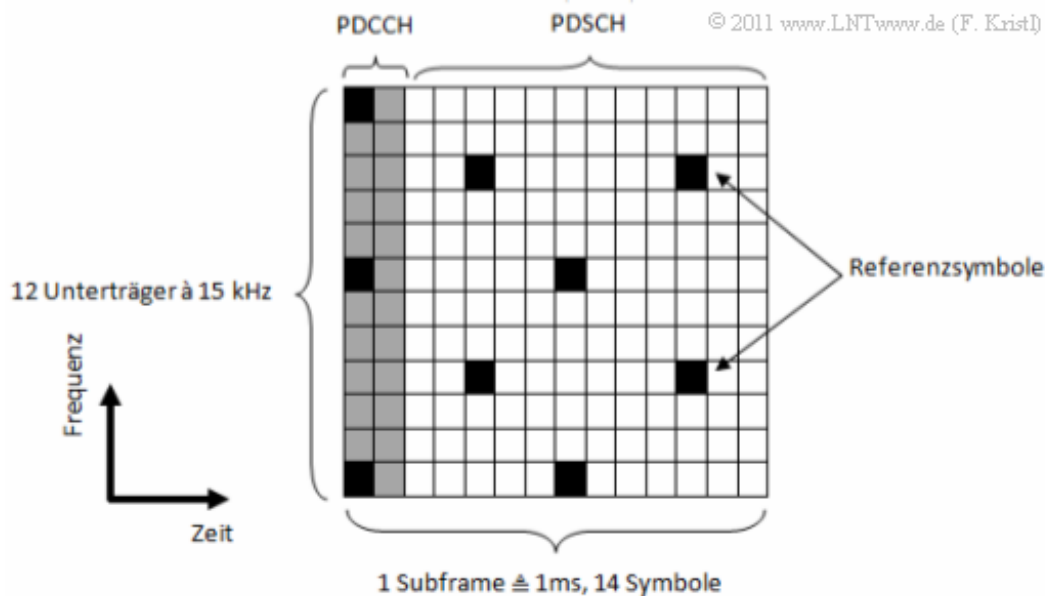 © 2011 www.LNTwww.de (F. Kristl)
PDCCH
PDSCH
12 Unterträger à 15 kHz
Referenzsymbole
Frequenz
Zeit
1 Subframe ≙ 1ms, 14 Symbole